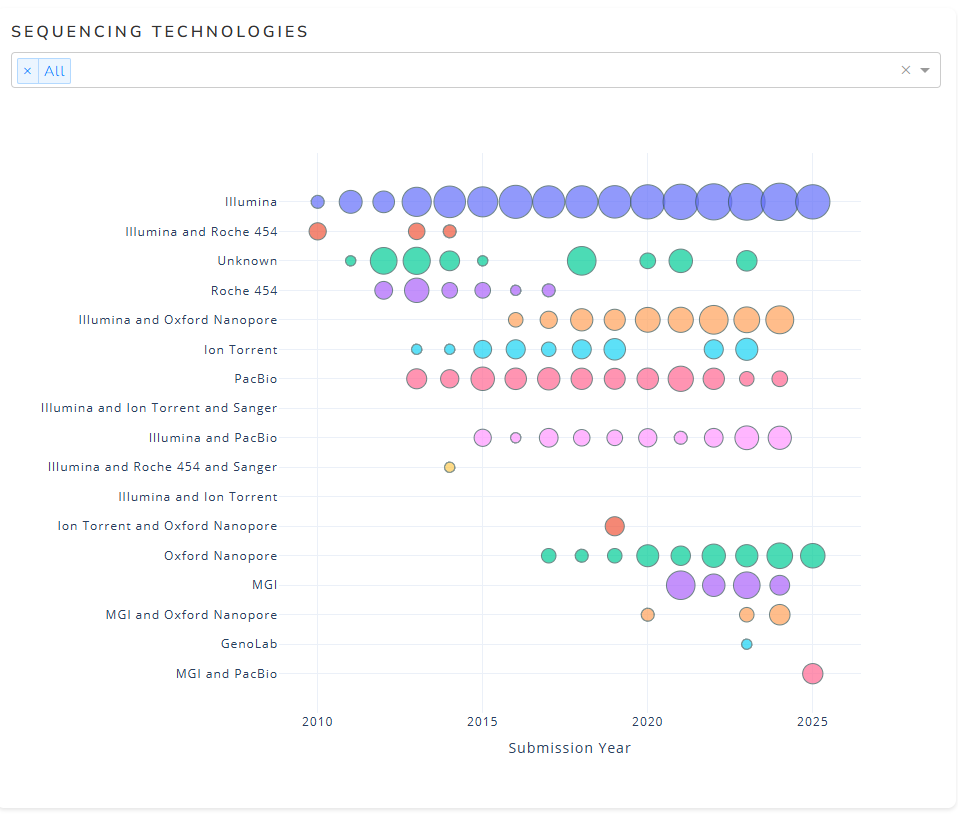 SEQUENCING TECHNOLOGIES
× All
Illumina
Illumina and Roche 454
Unknown
Roche 454
Illumina and Oxford Nanopore
Ion Torrent
PacBio
Illumina and Ion Torrent and Sanger
Illumina and PacBio
Illumina and Roche 454 and Sanger
Illumina and Ion Torrent
Ion Torrent and Oxford Nanopore
Oxford Nanopore
MGI
MGI and Oxford Nanopore
GenoLab
MGI and PacBio
2010 2015 2020 2025
Submission Year